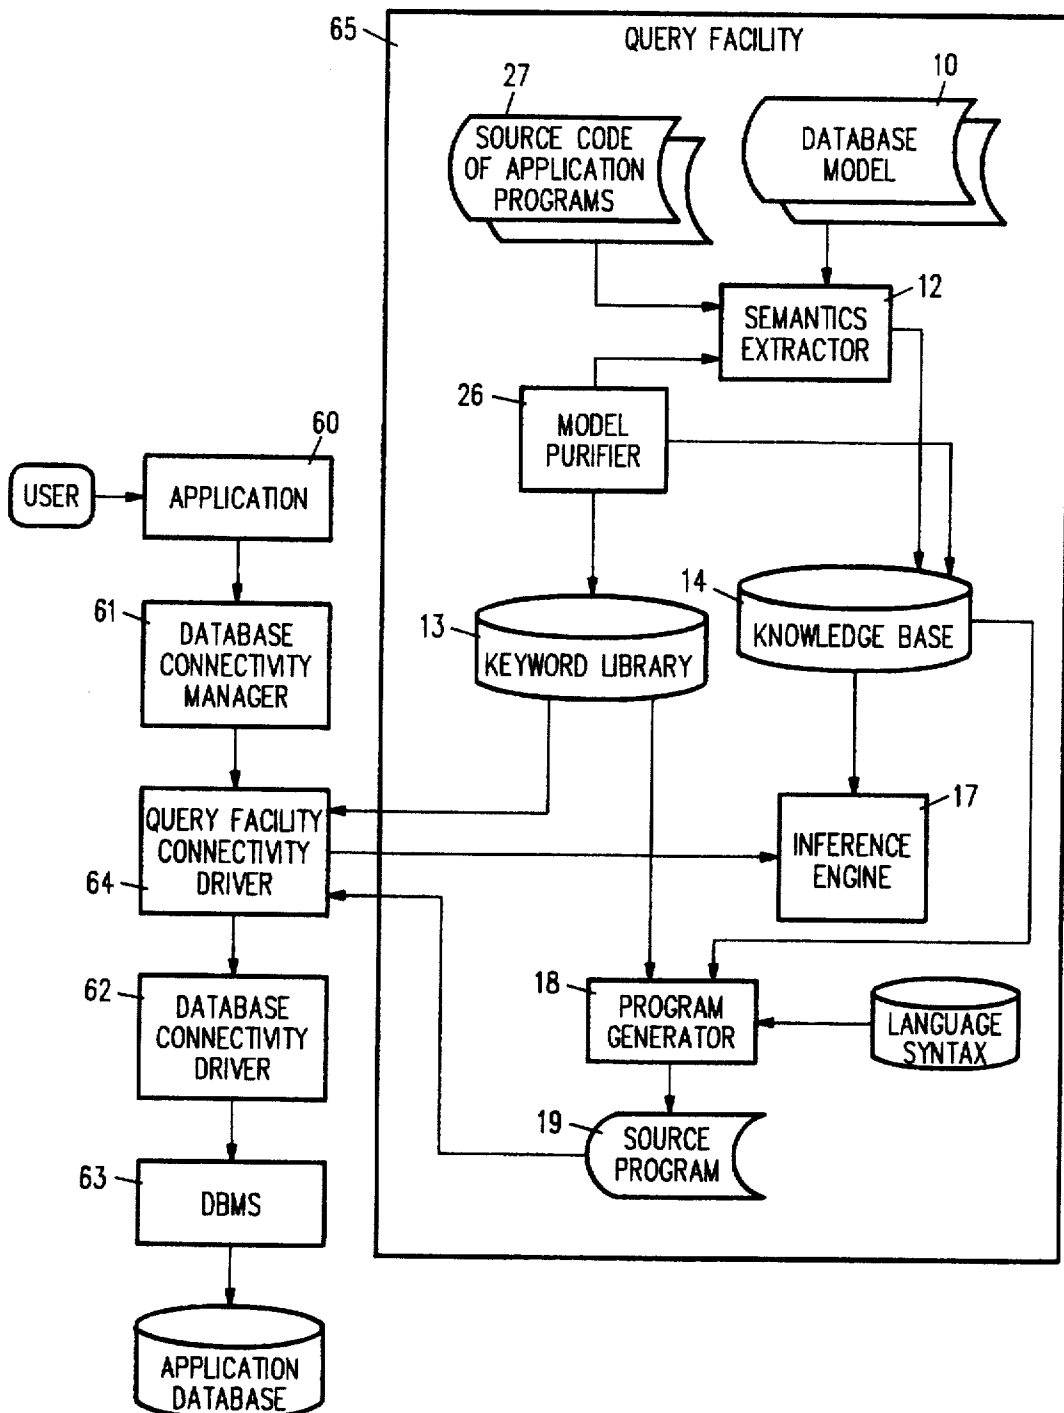 65
QUERY FACILITY
27
10
SOURCE CODE
OF APPLICATION
PROGRAMS
DATABASE
MODEL
12
SEMANTICS
EXTRACTOR
26
MODEL
PURIFIER
60
USER
APPLICATION
61
DATABASE
CONNECTIVITY
MANAGER
13
KEYWORD LIBRARY
14
KNOWLEDGE BASE
QUERY FACILITY
CONNECTIVITY
DRIVER
64
17
INFERENCE
ENGINE
62
DATABASE
CONNECTIVITY
DRIVER
18
PROGRAM
GENERATOR
LANGUAGE
SYNTAX
19
SOURCE
PROGRAM
63
DBMS
APPLICATION
DATABASE